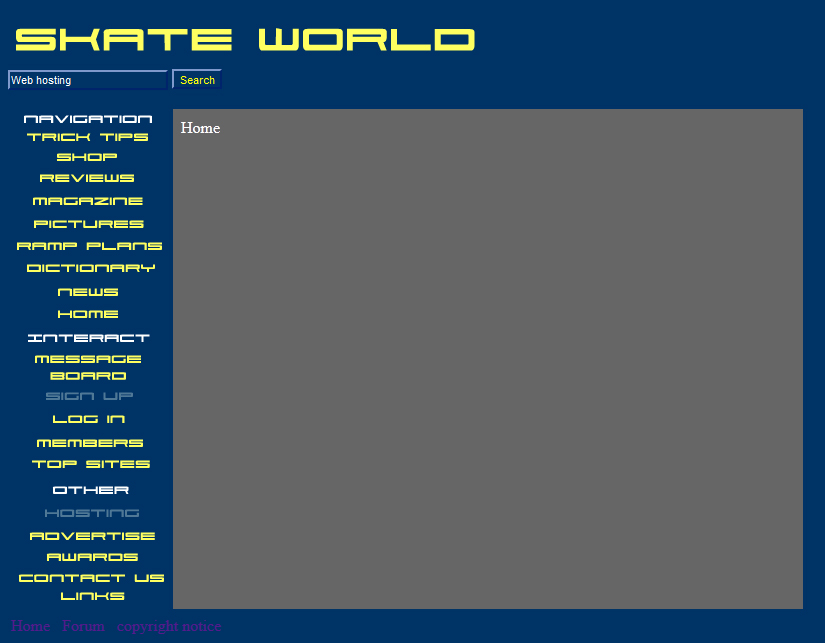 SKATE WORLD
Web hosting Search
NAVIGATION
TRICK TIPS
SHOP
REVIEWS
MAGAZINE
PICTURES
RAMP PLANS
DICTIONARY
NEWS
HOME
INTERACT
MESSAGE
BOARD
SIGN UP
LOG IN
MEMBERS
TOP SITES
OTHER
HOSTING
ADVERTISE
AWARDS
CONTACT US
LINKS
Home
Home Forum copyright notice